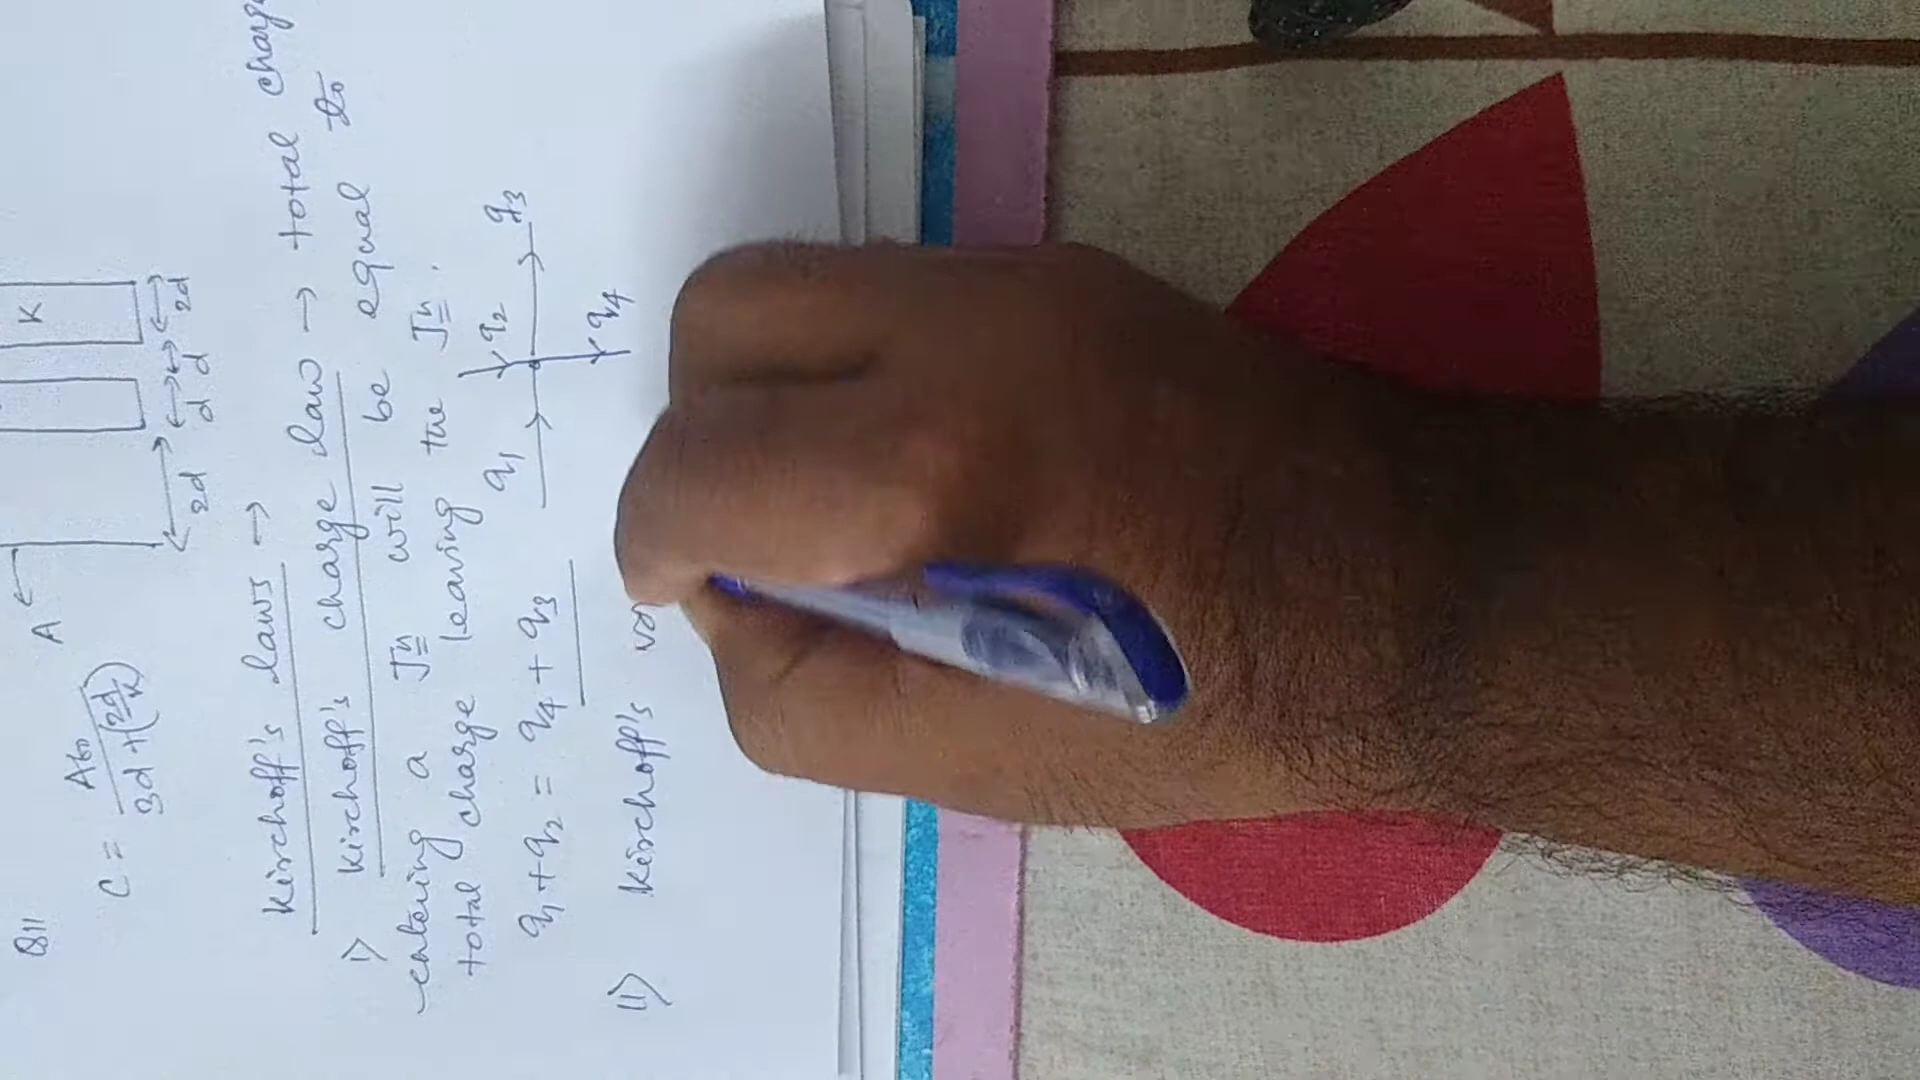 Q11
A
K
2d d d 2d
C = Aε₀ / 3d + (2d/K)
Kirchoff's laws →
i) Kirchoff's charge law → total charge
entering a Jn will be equal to
total charge leaving the Jn.
q1 + q2 = q4 + q3
q1 q2 q3 q4
ii) Kirchoff's vo